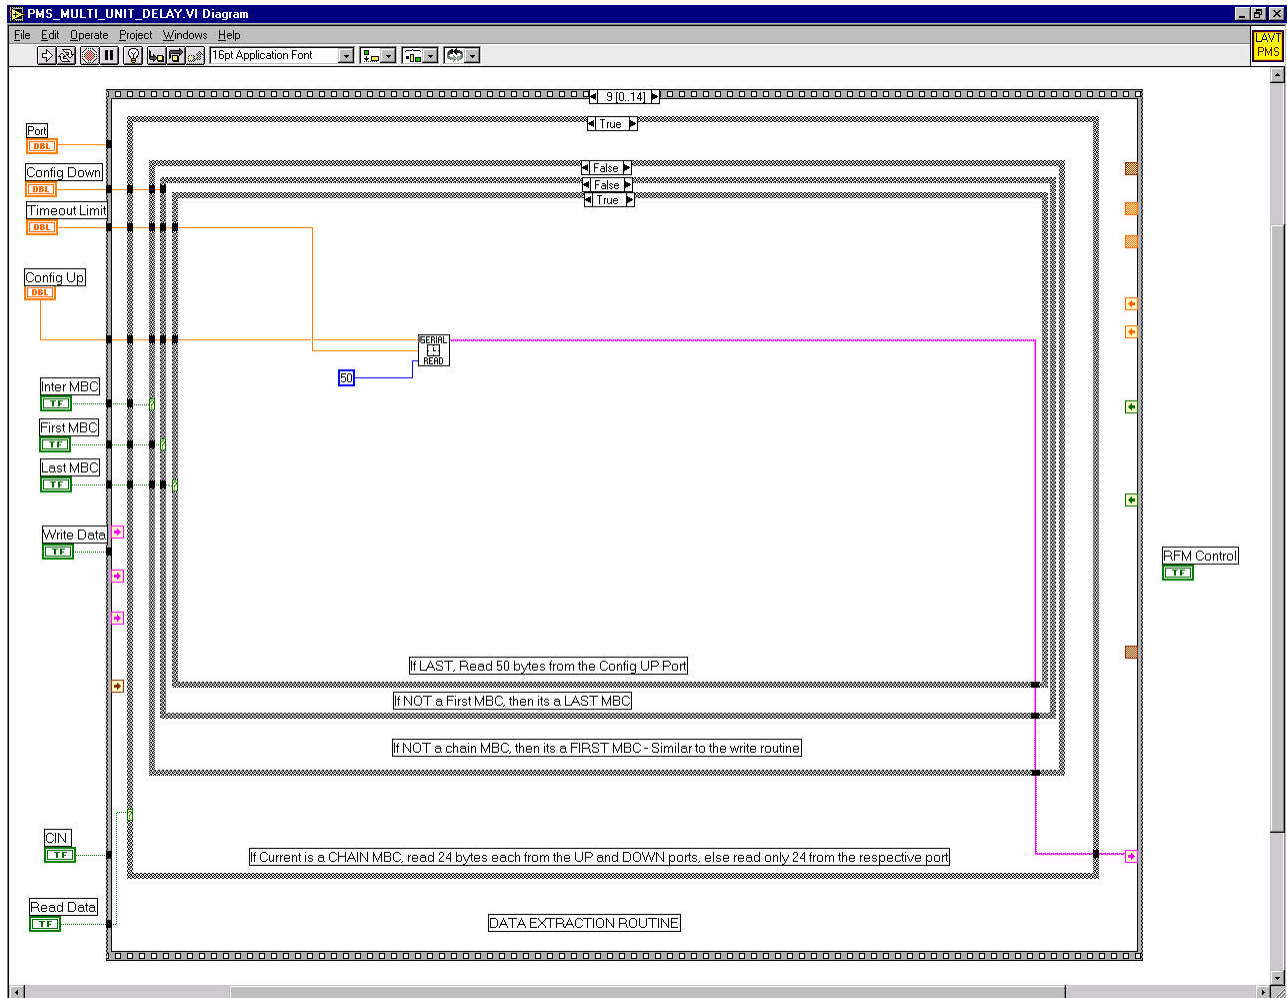 PMS_MULTI_UNIT_DELAY.VI Diagram
File Edit Operate Project Windows Help
16pt Application Font
LAVT
PMS
9 [0..14]
True
False
False
True
Port
DBL
Config Down
DBL
Timeout Limit
DBL
Config Up
DBL
SERIAL
READ
50
Inter MBC
TF
First MBC
TF
Last MBC
TF
Write Data
TF
RFM Control
TF
If LAST, Read 50 bytes from the Config UP Port
If NOT a First MBC, then its a LAST MBC
If NOT a chain MBC, then its a FIRST MBC - Similar to the write routine
CIN
TF
If Current is a CHAIN MBC, read 24 bytes each from the UP and DOWN ports, else read only 24 from the respective port
Read Data
TF
DATA EXTRACTION ROUTINE